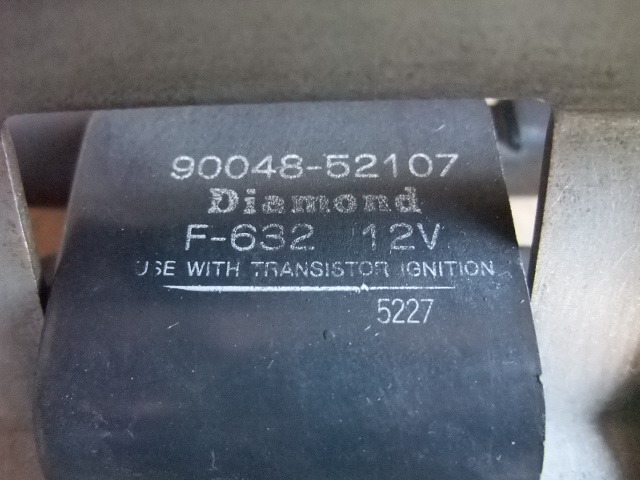 90048-52107
Diamond
F-632 12V
USE WITH TRANSISTOR IGNITION
5227